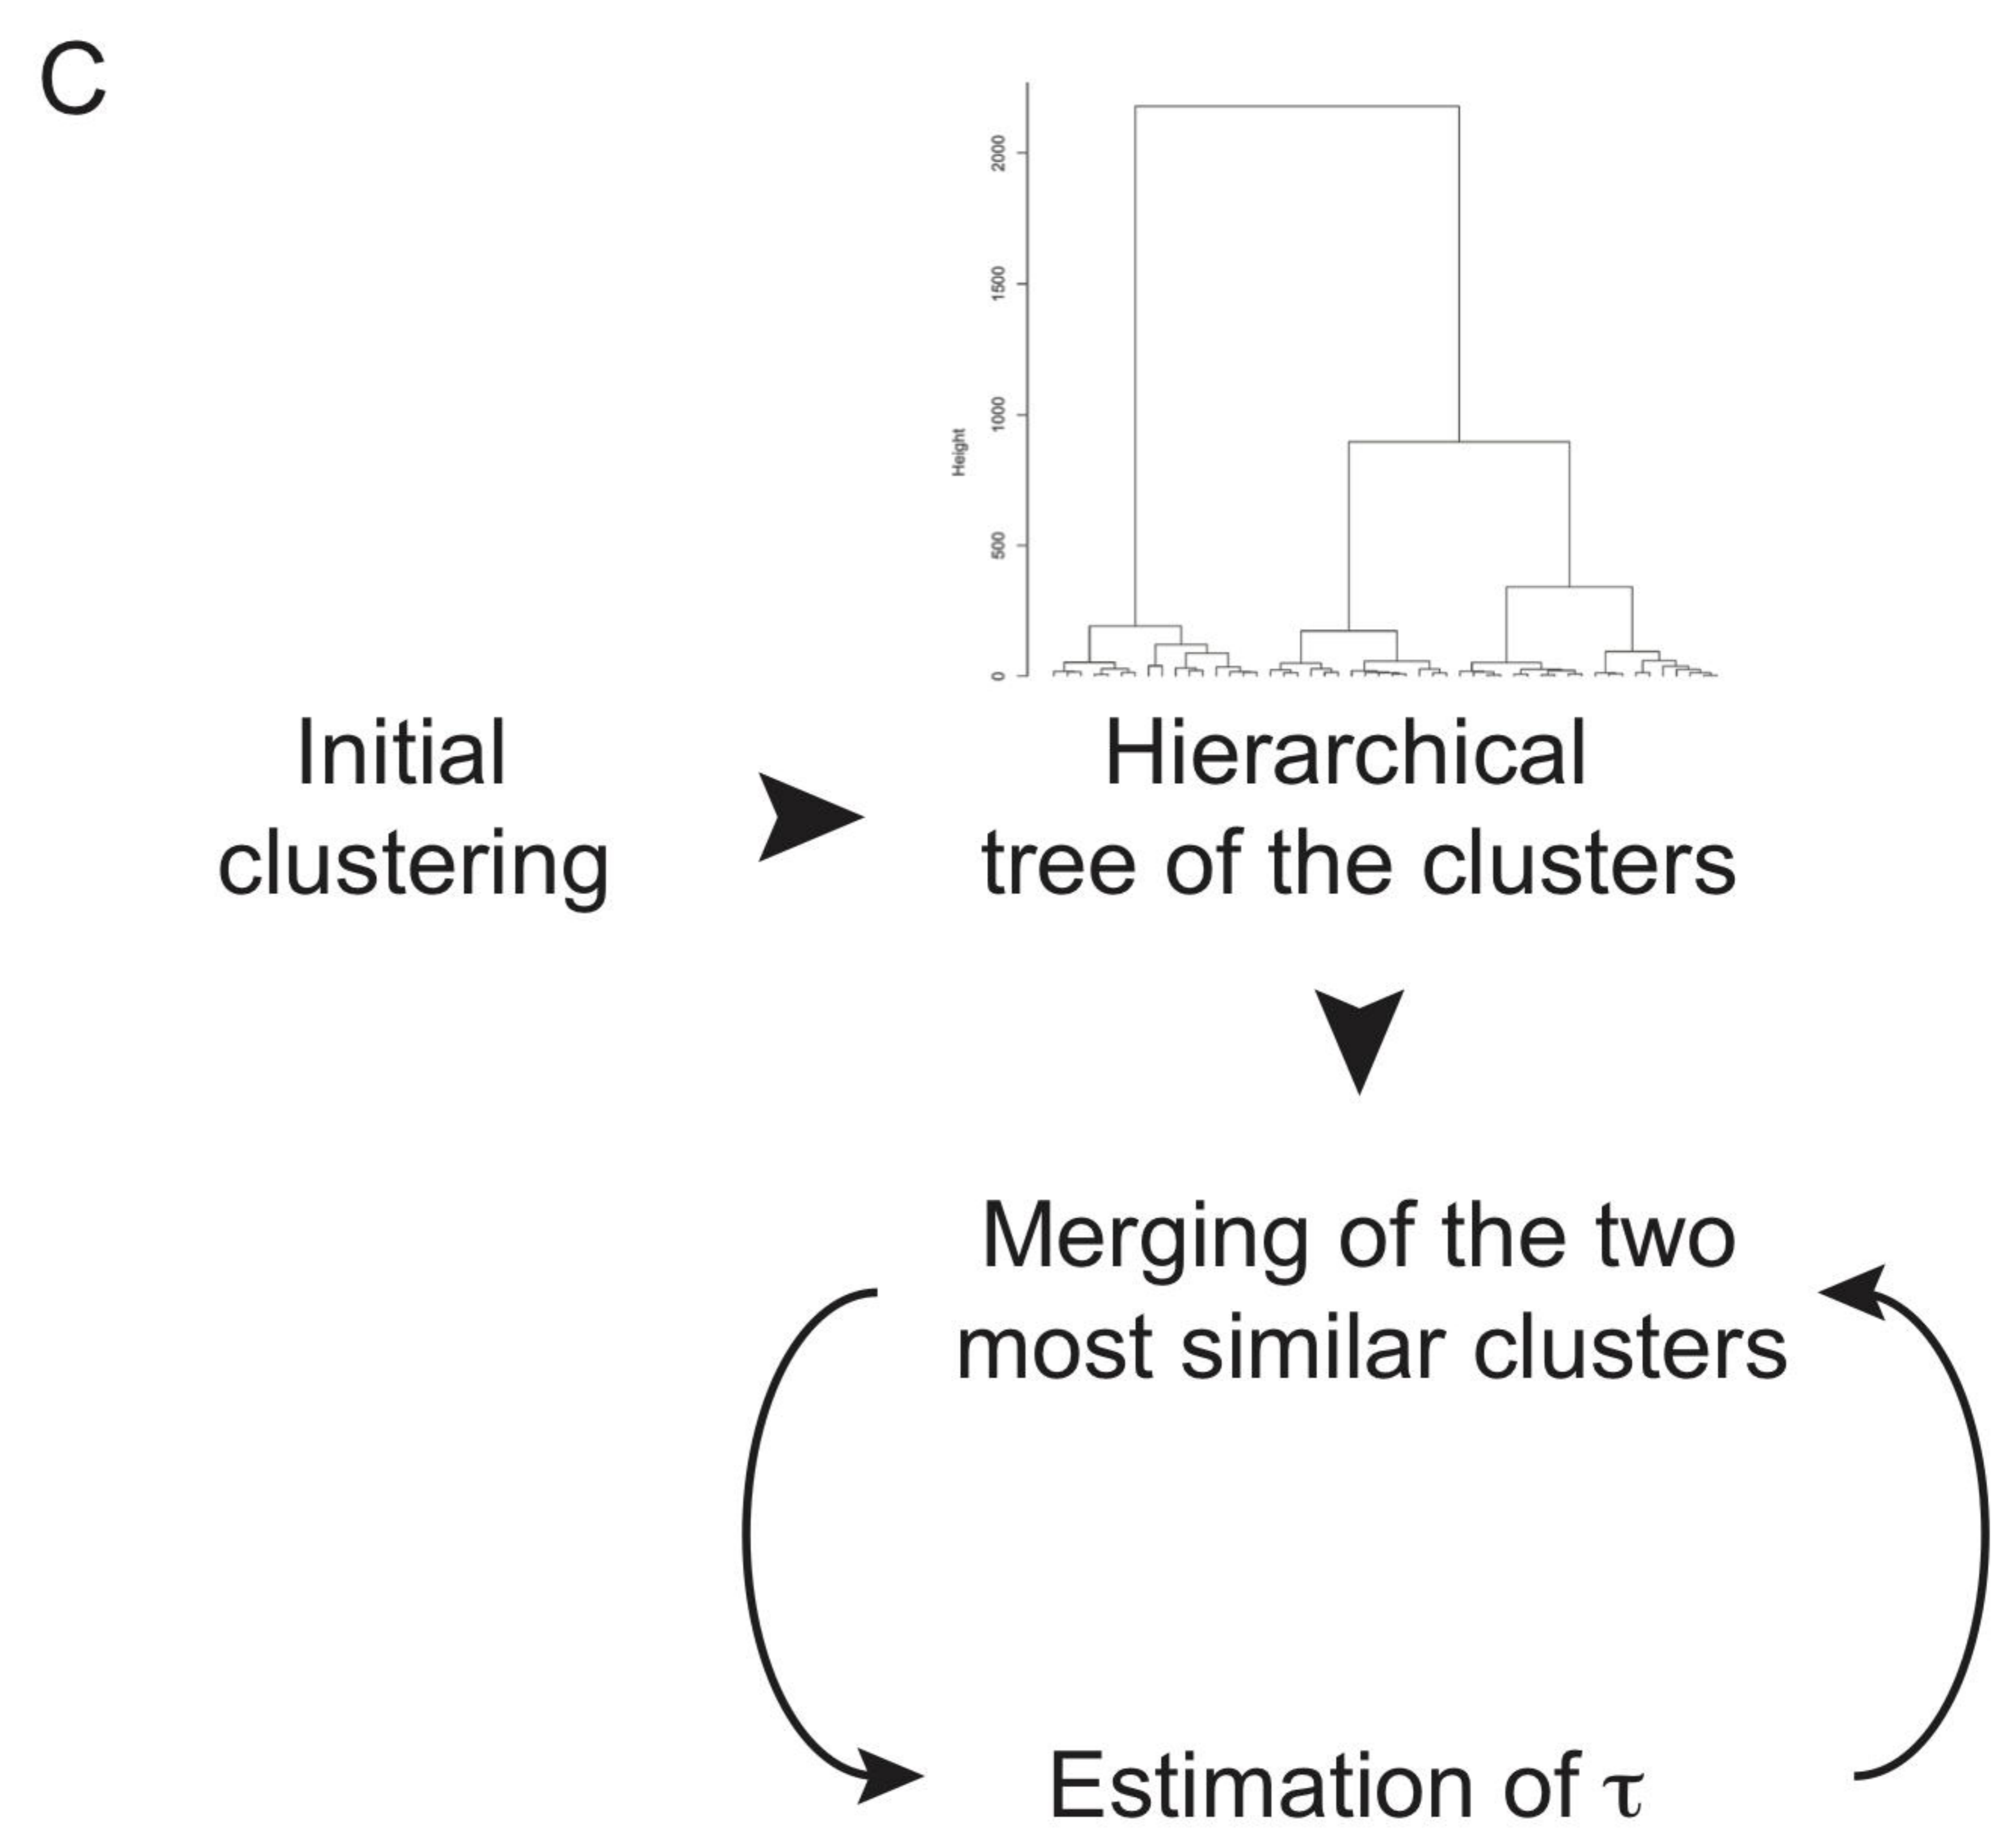 C
2000
1500
1000
500
0
Height
Initial
clustering
Hierarchical
tree of the clusters
Merging of the two
most similar clusters
Estimation of τ